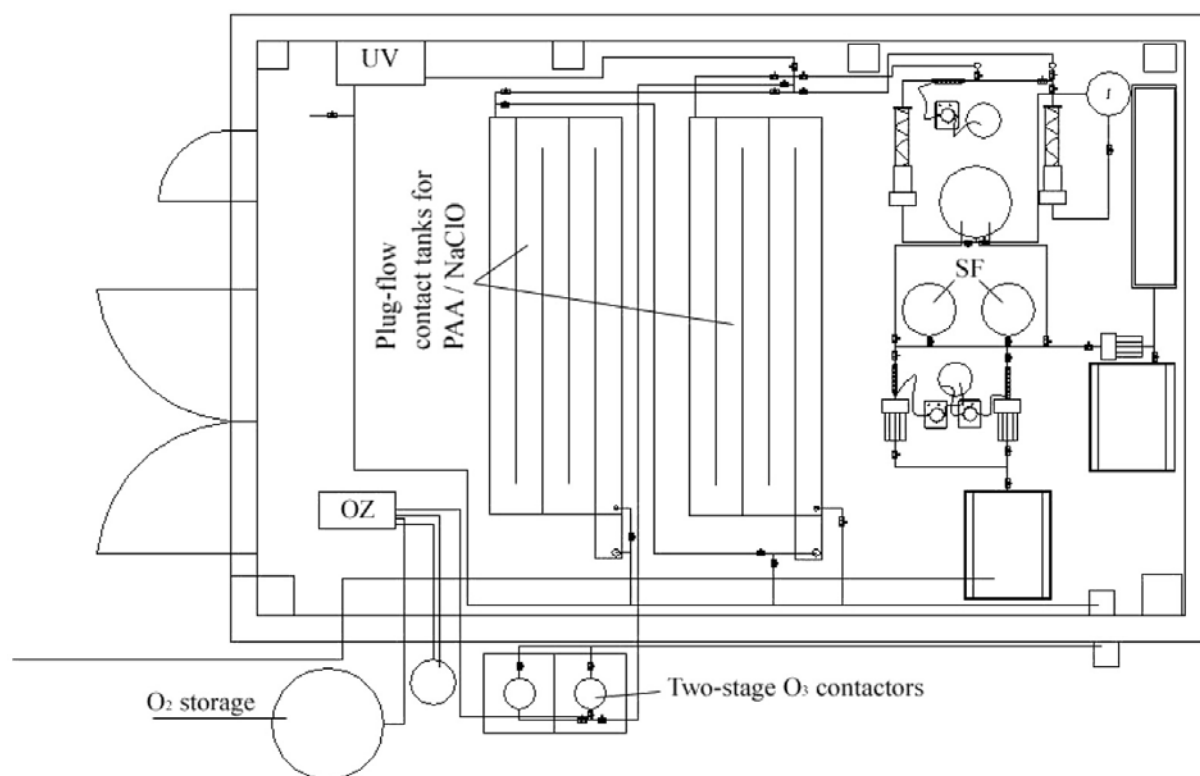 UV
I
Plug-flow
contact tanks for
PAA / NaClO
SF
OZ
O₂ storage
Two-stage O₃ contactors